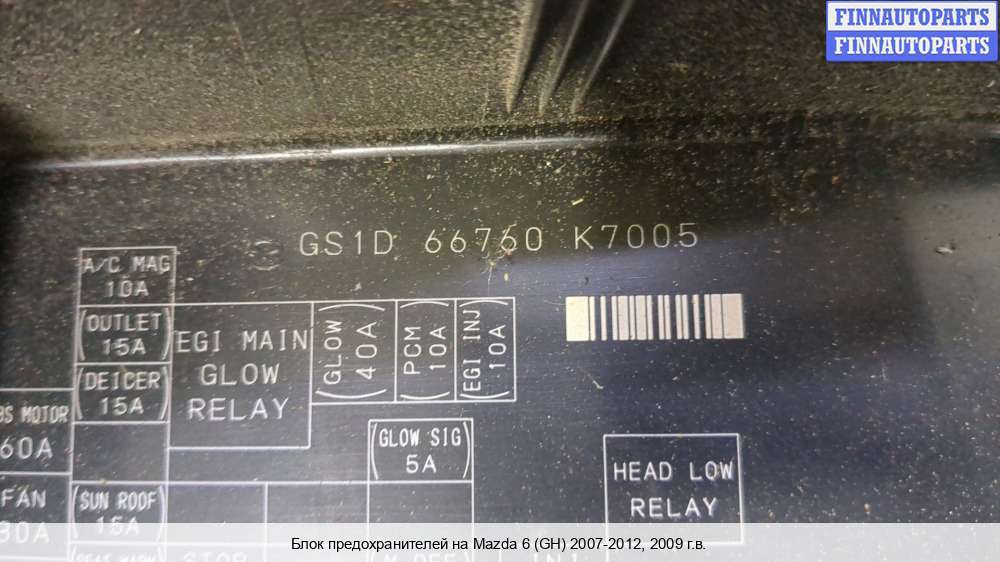 FINNAUTOPARTS
FINNAUTOPARTS
GS1D 66760 K7005
A/C MAG
10A
(OUTLET)
15A
(DEICER)
15A
EGI MAIN
GLOW
RELAY
(GLOW)
40A
(PCM)
10A
(EGI INJ)
10A
BS MOTOR
60A
(GLOW SIG)
5A
HEAD LOW
RELAY
FAN
30A
(SUN ROOF)
15A
Блок предохранителей на Mazda 6 (GH) 2007-2012, 2009 г.в.